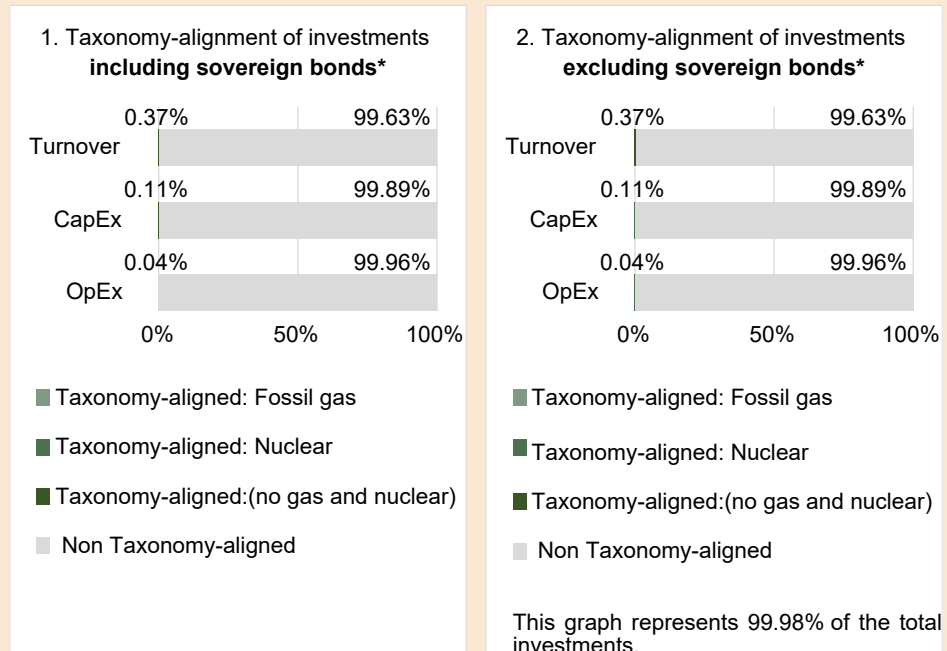 1. Taxonomy-alignment of investments
including sovereign bonds*
0.37% 99.63%
Turnover
0.11% 99.89%
CapEx
0.04% 99.96%
OpEx
0% 50% 100%
Taxonomy-aligned: Fossil gas
Taxonomy-aligned: Nuclear
Taxonomy-aligned:(no gas and nuclear)
Non Taxonomy-aligned
2. Taxonomy-alignment of investments
excluding sovereign bonds*
0.37% 99.63%
Turnover
0.11% 99.89%
CapEx
0.04% 99.96%
OpEx
0% 50% 100%
Taxonomy-aligned: Fossil gas
Taxonomy-aligned: Nuclear
Taxonomy-aligned:(no gas and nuclear)
Non Taxonomy-aligned
This graph represents 99.98% of the total
investments.